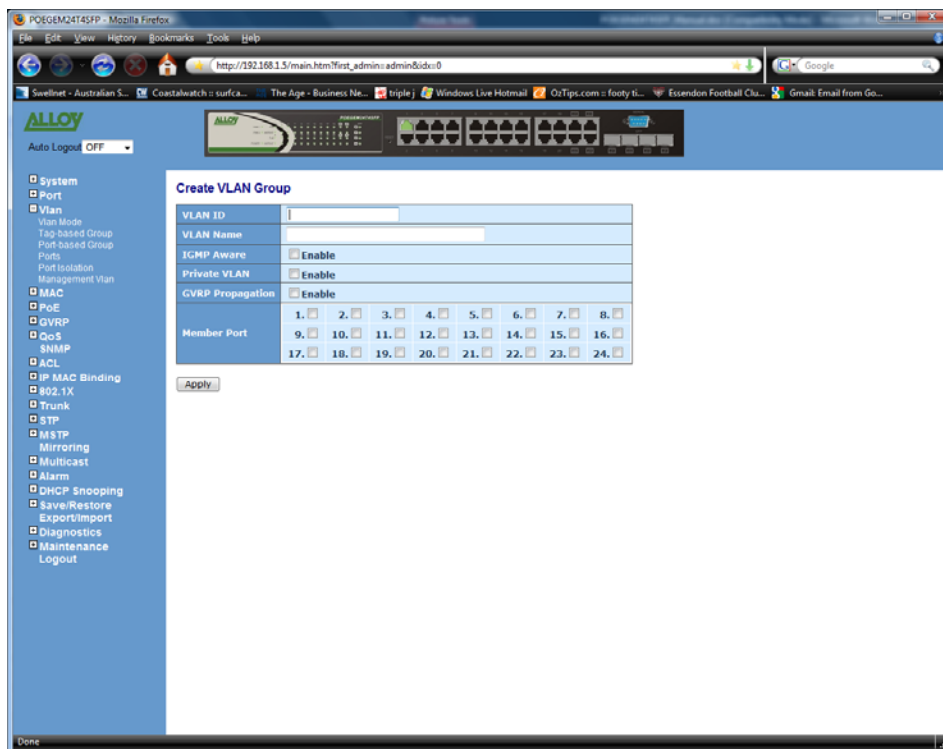 POEGEM24T4SFP - Mozilla Firefox
File Edit View History Bookmarks Tools Help
http://192.168.1.5/main.htm?first_admin=admin&idx=0
Google
Swellnet - Australian S...
Coastalwatch :: surfca...
The Age - Business Ne...
triple j
Windows Live Hotmail
OzTips.com :: footy ti...
Essendon Football Clu...
Gmail: Email from Go...
ALLOY
Auto Logout OFF
ALLOY
System
Port
Vlan
Vlan Mode
Tag-based Group
Port-based Group
Ports
Port Isolation
Management Vlan
MAC
PoE
GVRP
QoS
SNMP
ACL
IP MAC Binding
802.1X
Trunk
STP
MSTP
Mirroring
Multicast
Alarm
DHCP Snooping
Save/Restore
Export/Import
Diagnostics
Maintenance
Logout
Create VLAN Group
VLAN ID
VLAN Name
IGMP Aware Enable
Private VLAN Enable
GVRP Propagation Enable
Member Port
1. 2. 3. 4. 5. 6. 7. 8.
9. 10. 11. 12. 13. 14. 15. 16.
17. 18. 19. 20. 21. 22. 23. 24.
Apply
Done